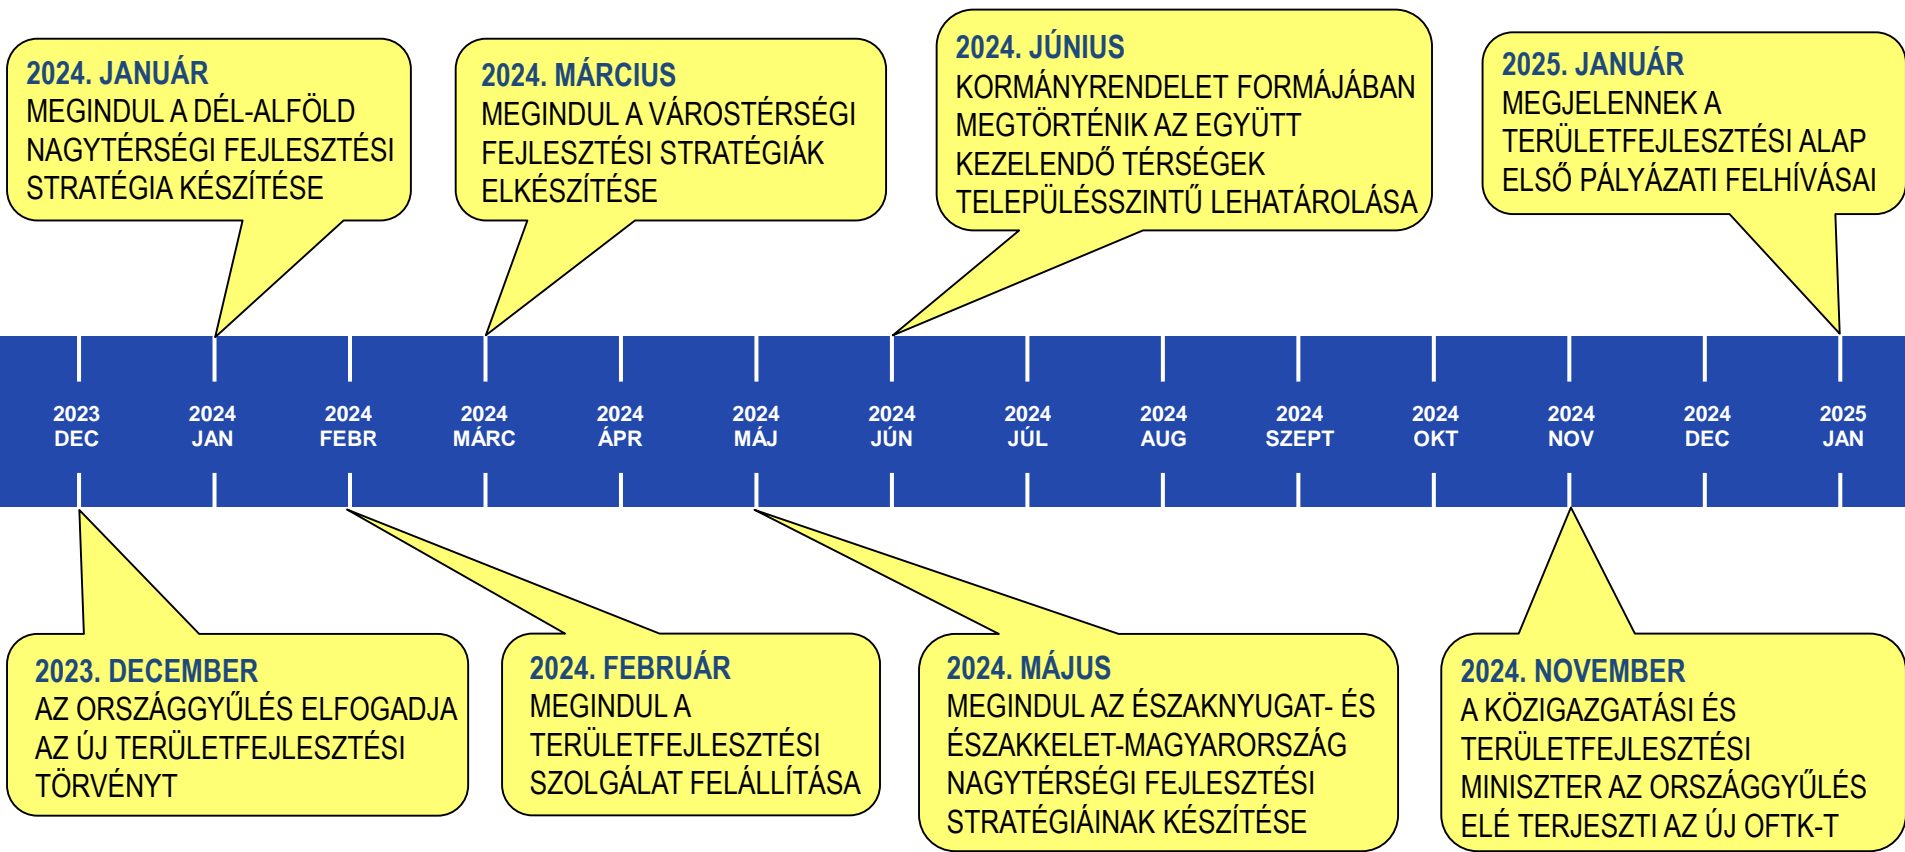 2024. JANUÁR
MEGINDUL A DÉL-ALFÖLD
NAGYTÉRSÉGI FEJLESZTÉSI
STRATÉGIA KÉSZÍTÉSE
2024. MÁRCIUS
MEGINDUL A VÁROSTÉRSÉGI
FEJLESZTÉSI STRATÉGIÁK
ELKÉSZÍTÉSE
2024. JÚNIUS
KORMÁNYRENDELET FORMÁJÁBAN
MEGTÖRTÉNIK AZ EGYÜTT
KEZELENDŐ TÉRSÉGEK
TELEPÜLÉSSZINTŰ LEHATÁROLÁSA
2025. JANUÁR
MEGJELENNEK A
TERÜLETFEJLESZTÉSI ALAP
ELSŐ PÁLYÁZATI FELHÍVÁSAI
2023
DEC
2024
JAN
2024
FEBR
2024
MÁRC
2024
ÁPR
2024
MÁJ
2024
JÚN
2024
JÚL
2024
AUG
2024
SZEPT
2024
OKT
2024
NOV
2024
DEC
2025
JAN
2023. DECEMBER
AZ ORSZÁGGYŰLÉS ELFOGADJA
AZ ÚJ TERÜLETFEJLESZTÉSI
TÖRVÉNYT
2024. FEBRUÁR
MEGINDUL A
TERÜLETFEJLESZTÉSI
SZOLGÁLAT FELÁLLÍTÁSA
2024. MÁJUS
MEGINDUL AZ ÉSZAKNYUGAT- ÉS
ÉSZAKKELET-MAGYARORSZÁG
NAGYTÉRSÉGI FEJLESZTÉSI
STRATÉGIÁINAK KÉSZÍTÉSE
2024. NOVEMBER
A KÖZIGAZGATÁSI ÉS
TERÜLETFEJLESZTÉSI
MINISZTER AZ ORSZÁGGYŰLÉS
ELÉ TERJESZTI AZ ÚJ OFTK-T